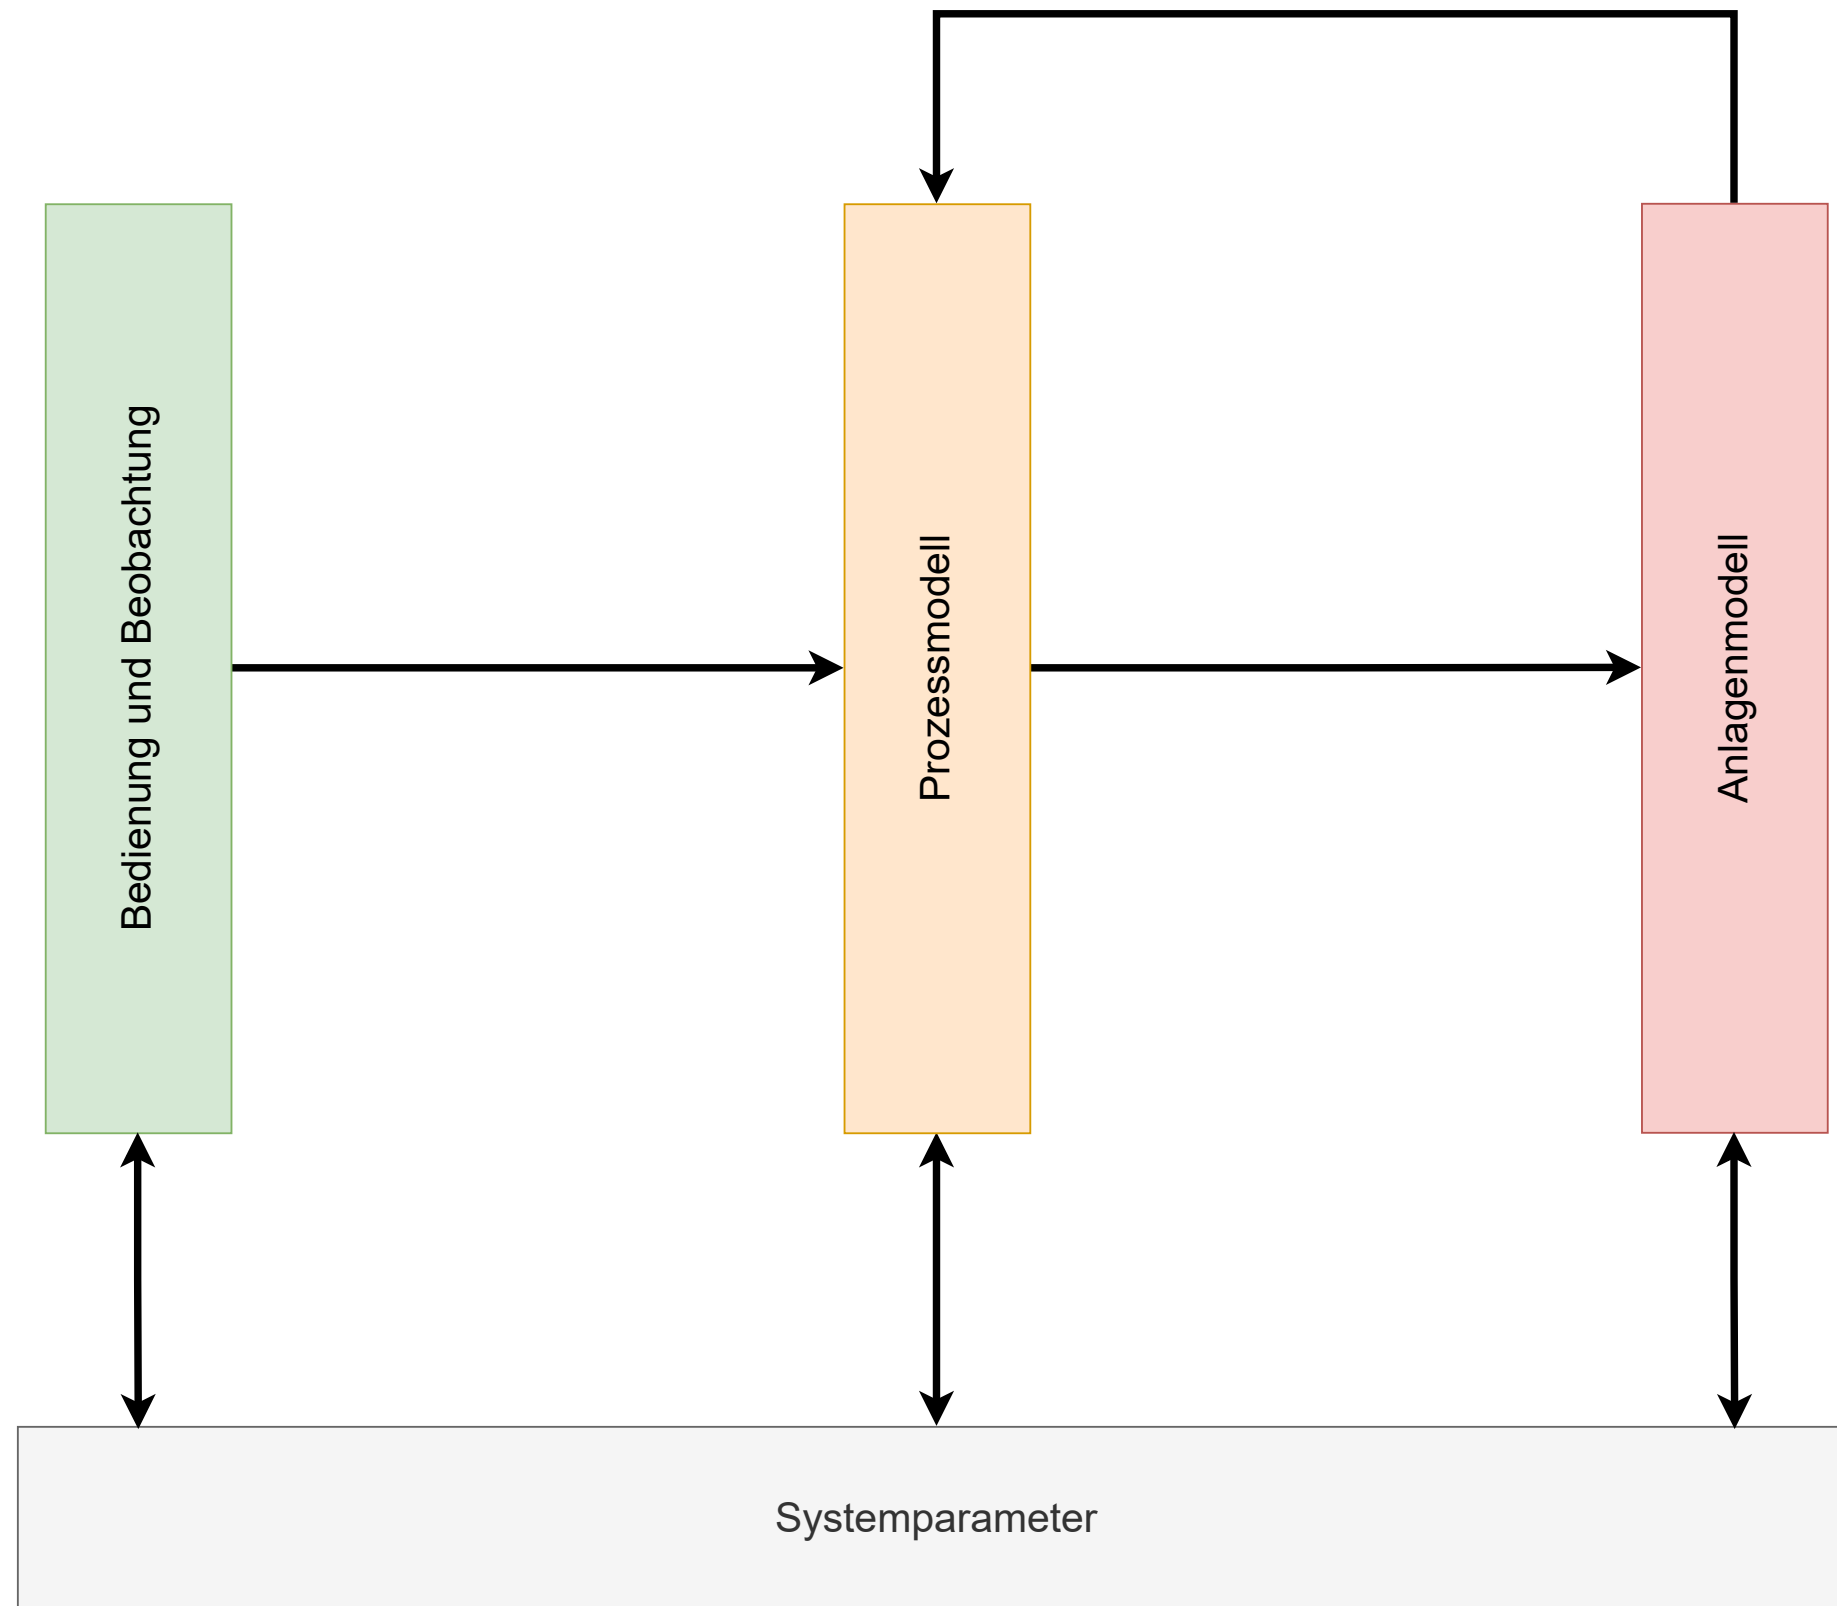 Bedienung und Beobachtung
Prozessmodell
Anlagenmodell
Systemparameter